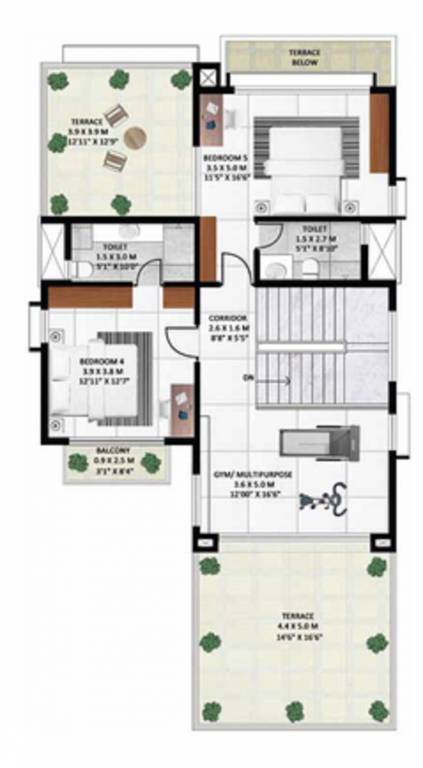 TERRACE
BELOW
TERRACE
3.9 X 3.9 M
12'11" X 12'9"
BEDROOM 5
3.5 X 5.0 M
11'5" X 16'6"
TOILET
1.5 X 3.0 M
5'1" X 10'0"
TOILET
1.5 X 2.7 M
5'1" X 8'10"
CORRIDOR
2.6 X 1.6 M
8'8" X 5'5"
BEDROOM 4
3.9 X 3.8 M
12'11" X 12'7"
DN
BALCONY
0.9 X 2.5 M
3'1" X 8'4"
GYM/ MULTIPURPOSE
3.6 X 5.0 M
12'00" X 16'6"
TERRACE
4.4 X 5.0 M
14'6" X 16'6"